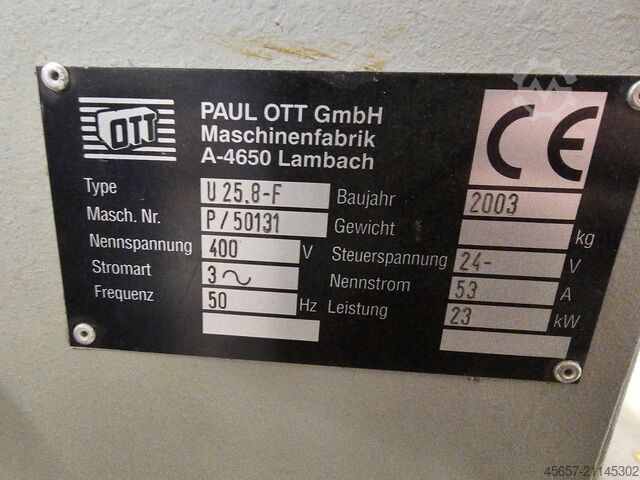 OTT
PAUL OTT GmbH
Maschinenfabrik
A-4650 Lambach
CE
Type U 25.8-F Baujahr 2003
Masch. Nr. P/50131 Gewicht kg
Nennspannung 400 V Steuerspannung 24- V
Stromart 3~ Nennstrom 53 A
Frequenz 50 Hz Leistung 23 kW
45657-21145302